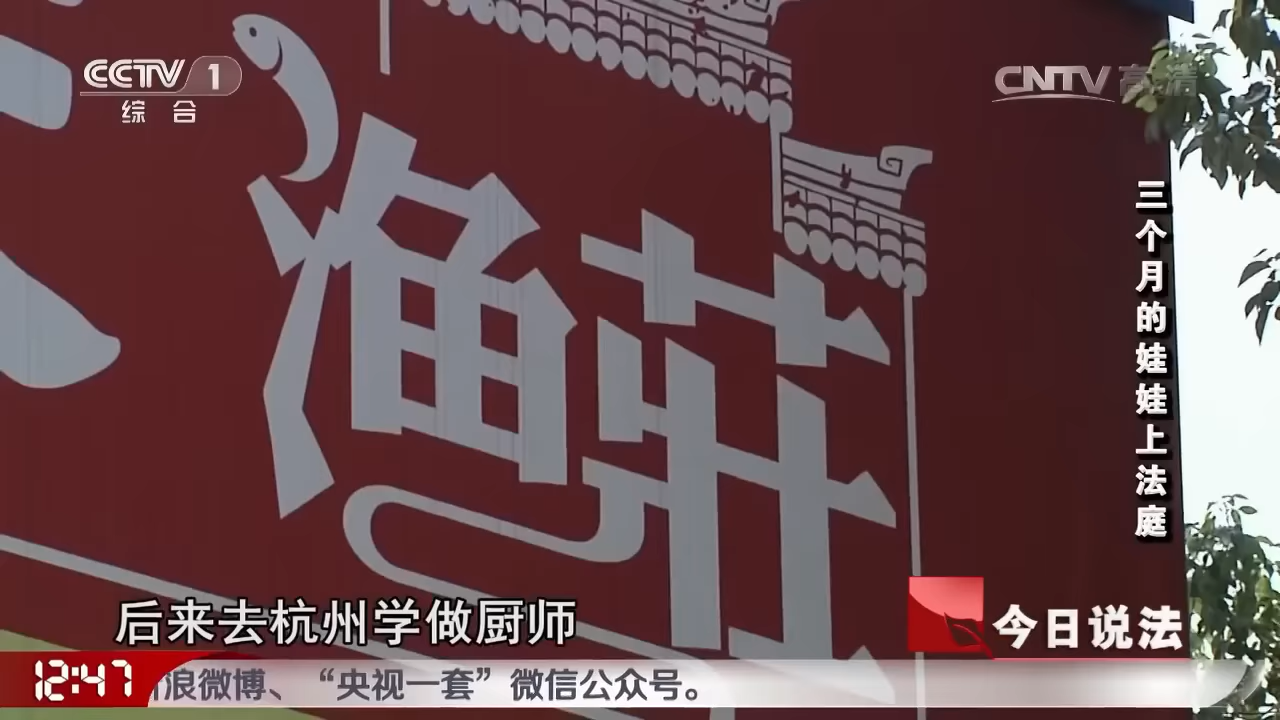 CCTV 1
综合
CNTV 高清
渔庄
三个月的娃娃上法庭
后来去杭州学做厨师
今日说法
12:47
浪微博、“央视一套”微信公众号。